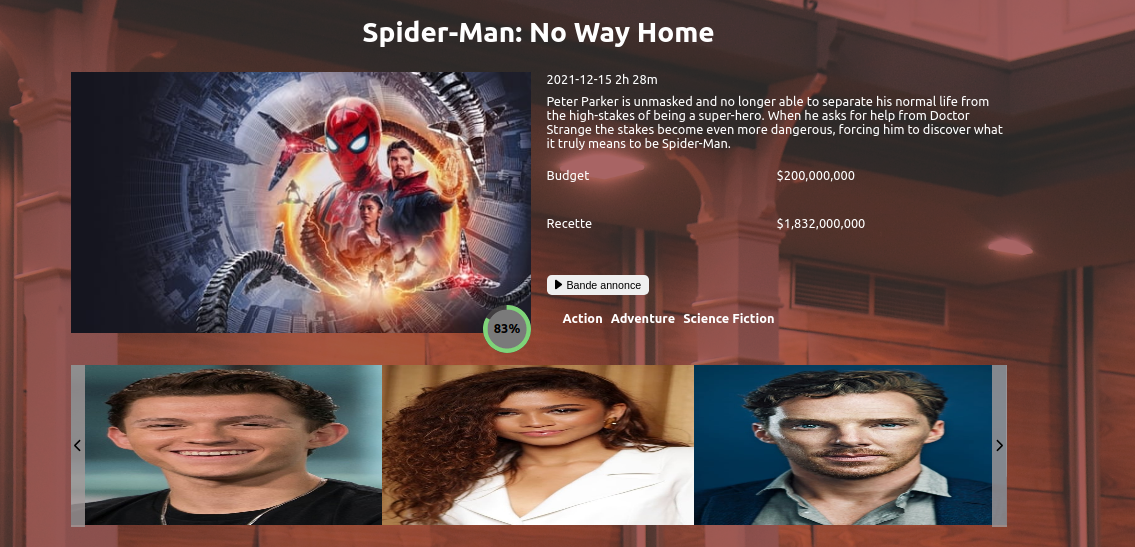 Spider-Man: No Way Home
2021-12-15 2h 28m
Peter Parker is unmasked and no longer able to separate his normal life from
the high-stakes of being a super-hero. When he asks for help from Doctor
Strange the stakes become even more dangerous, forcing him to discover what
it truly means to be Spider-Man.
Budget $200,000,000
Recette $1,832,000,000
Bande annonce
Action Adventure Science Fiction
83%